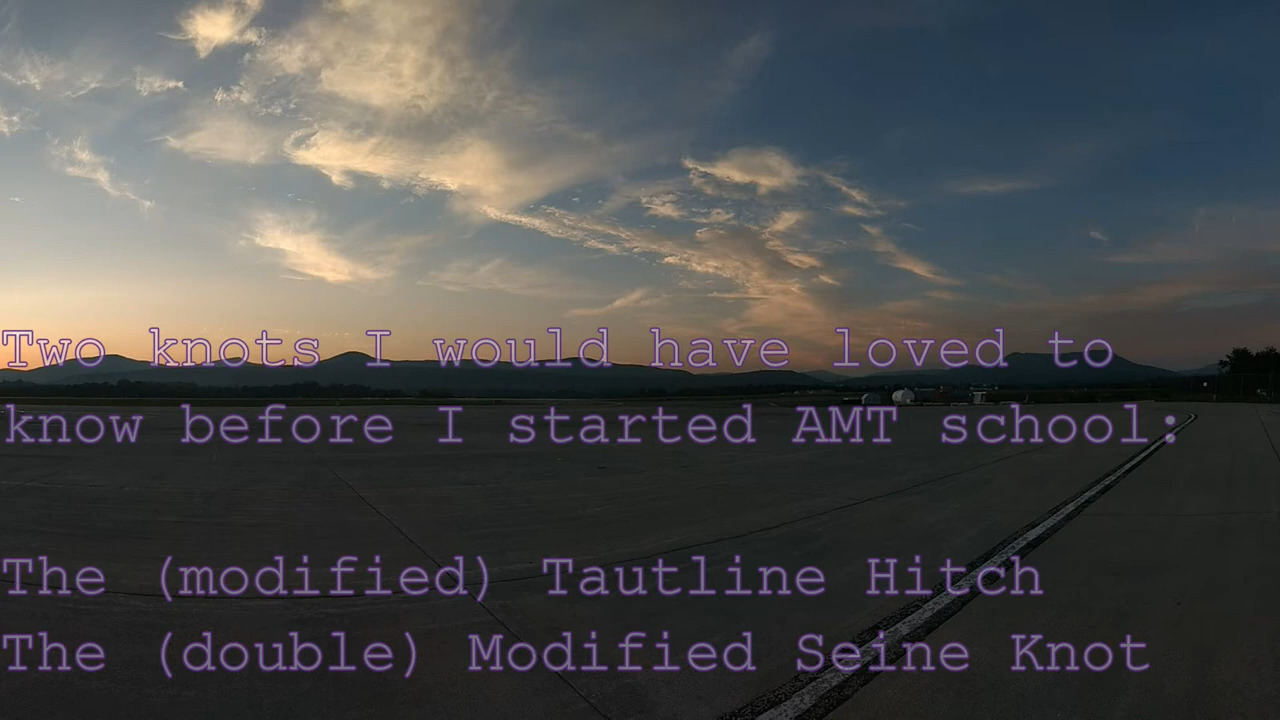 Two knots I would have loved to
know before I started AMT school:
The (modified) Tautline Hitch
The (double) Modified Seine Knot